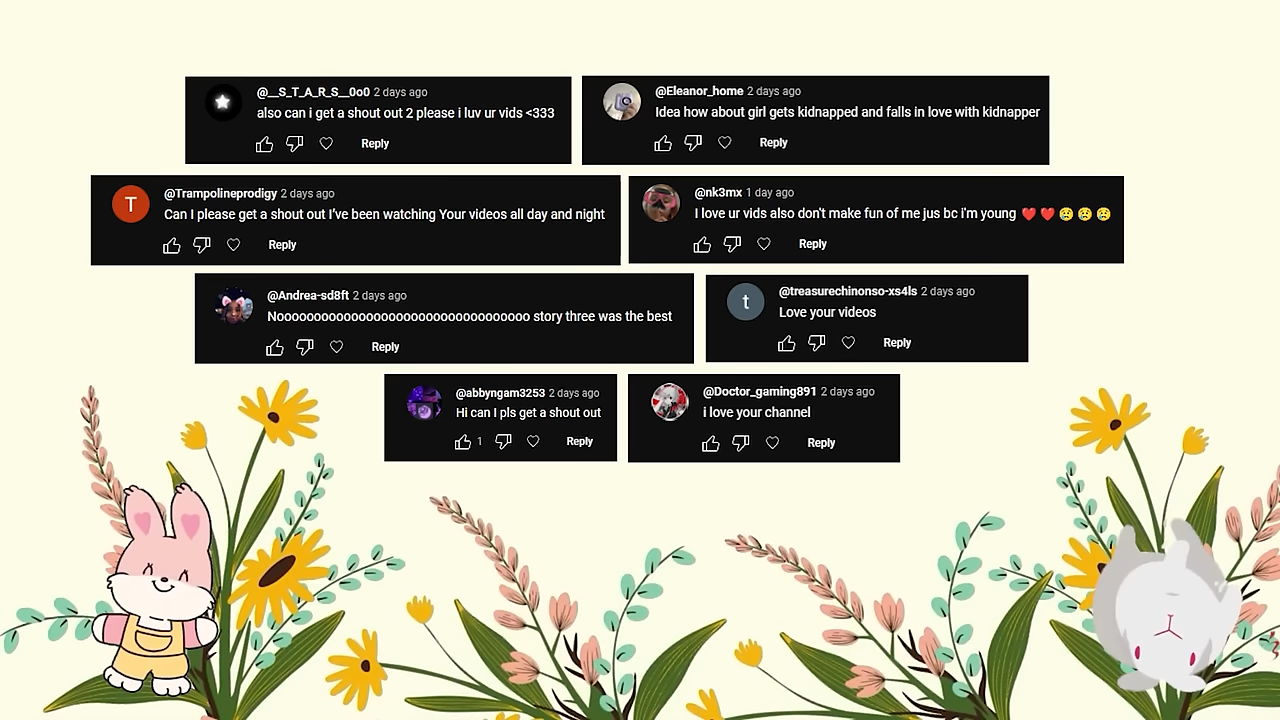 @__S_T_A_R_S__0o0 2 days ago
also can i get a shout out 2 please i luv ur vids <333
Reply
@Eleanor_home 2 days ago
Idea how about girl gets kidnapped and falls in love with kidnapper
Reply
T
@Trampolineprodigy 2 days ago
Can I please get a shout out I've been watching Your videos all day and night
Reply
@nk3mx 1 day ago
I love ur vids also don't make fun of me jus bc i'm young ❤️ ❤️ 😢 😢 😢
Reply
@Andrea-sd8ft 2 days ago
Nooooooooooooooooooooooooooooooooooo story three was the best
Reply
t
@treasurechinonso-xs4ls 2 days ago
Love your videos
Reply
@abbyngam3253 2 days ago
Hi can I pls get a shout out
1 Reply
@Doctor_gaming891 2 days ago
i love your channel
Reply